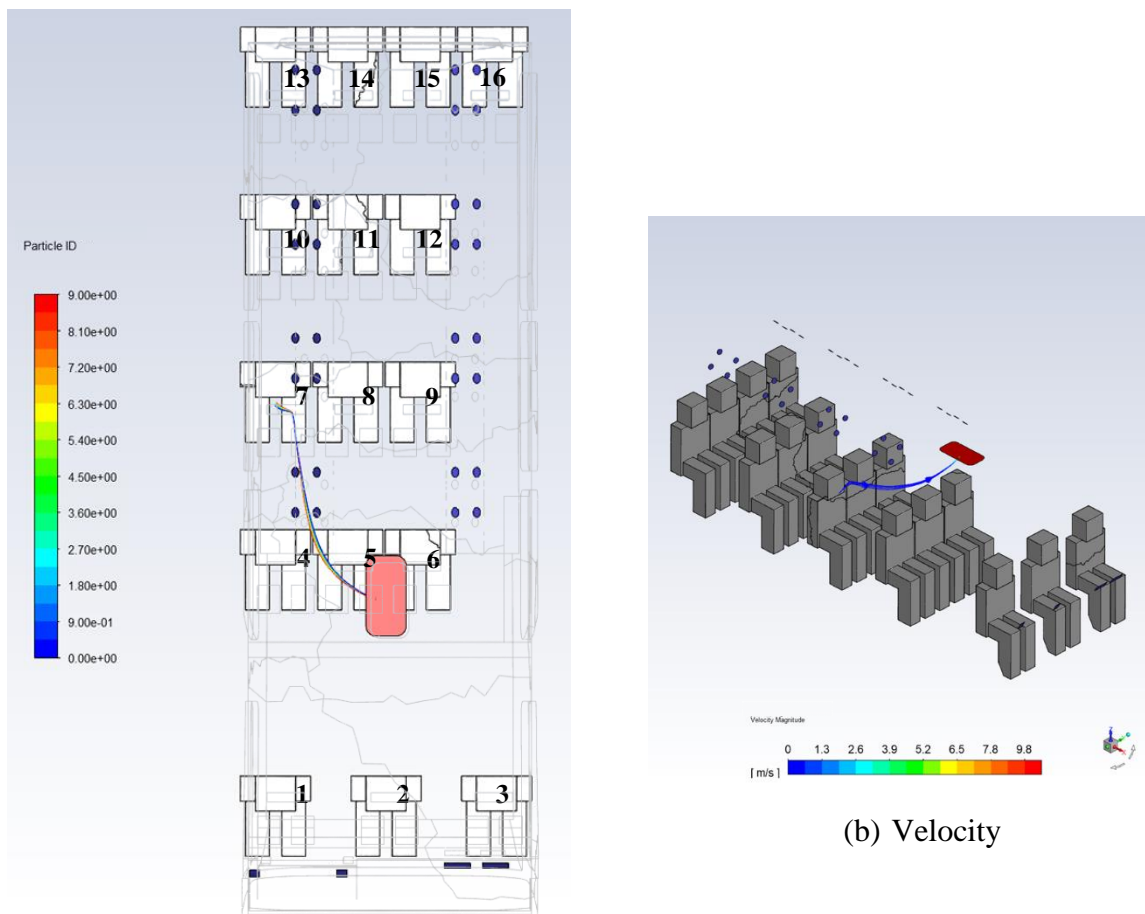 13 14 15 16
10 11 12
Particle ID
9.00e+00
8.10e+00
7.20e+00
6.30e+00
5.40e+00
4.50e+00
3.60e+00
2.70e+00
1.80e+00
9.00e-01
0.00e+00
7 8 9
4 5 6
1 2 3
Velocity Magnitude
0 1.3 2.6 3.9 5.2 6.5 7.8 9.8
[ m/s ]
(b) Velocity